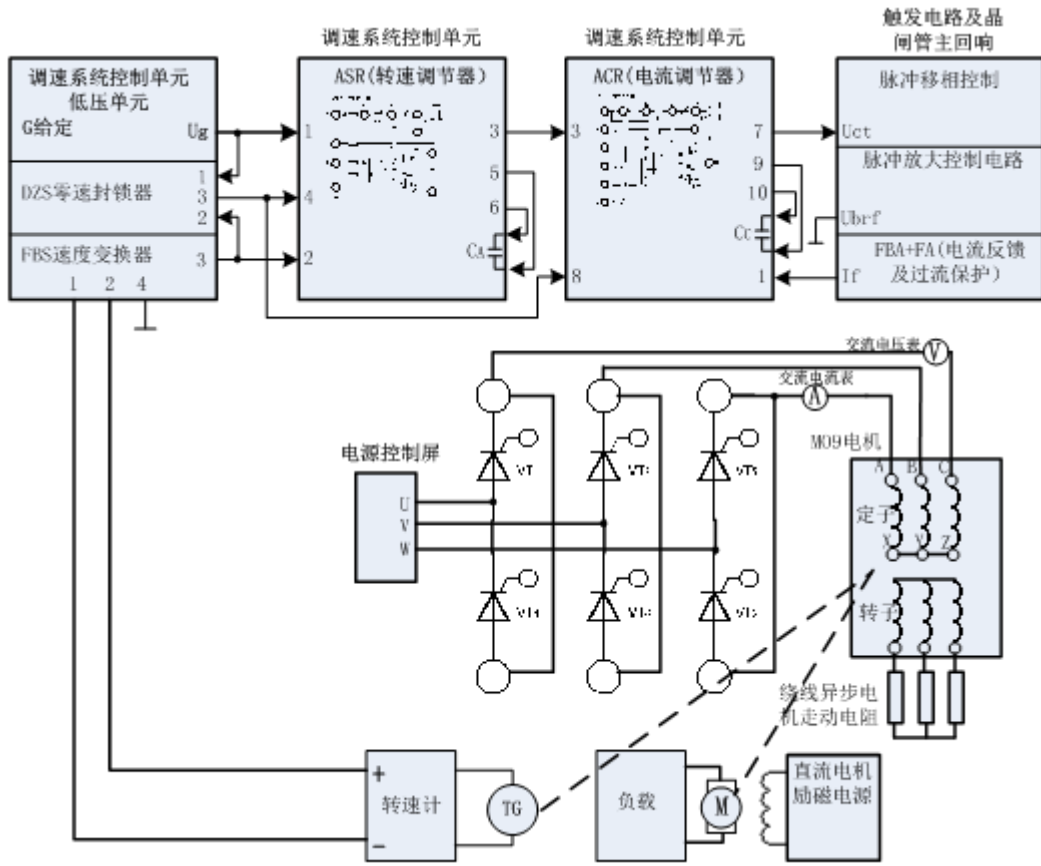 调速系统控制单元
低压单元
G给定
Ug
1
DZS零速封锁器
3
2
FBS速度变换器
3
1 2 4
调速系统控制单元
ASR(转速调节器)
1
3
5
4
6
CA
2
调速系统控制单元
ACR(电流调节器)
3
7
9
10
Cc
8
1
触发电路及晶
闸管主回响
脉冲移相控制
Uct
脉冲放大控制电路
Ubrf
FBA+FA(电流反馈
及过流保护)
If
交流电压表
V
交流电流表
A
M09电机
A B C
定子
X Y Z
转子
绕线异步电
机走动电阻
电源控制屏
U
V
W
+
转速计
-
TG
负载
M
直流电机
励磁电源